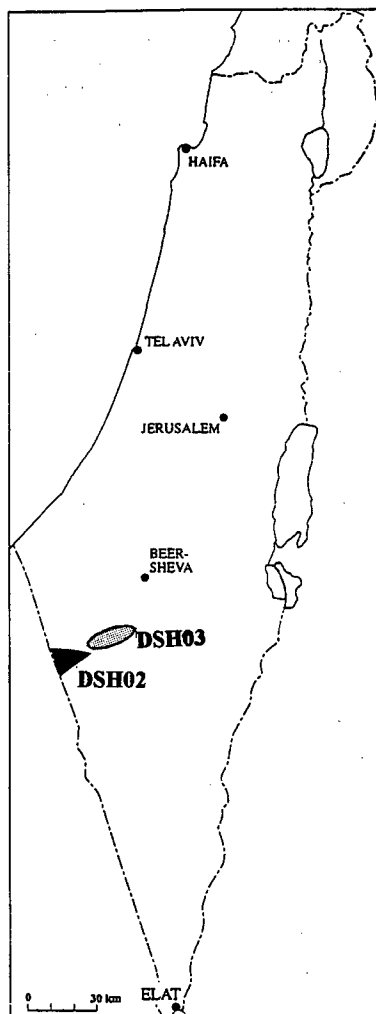 HAIFA
TEL AVIV
JERUSALEM
BEER-
SHEVA
DSH03
DSH02
0 30 km
ELAT